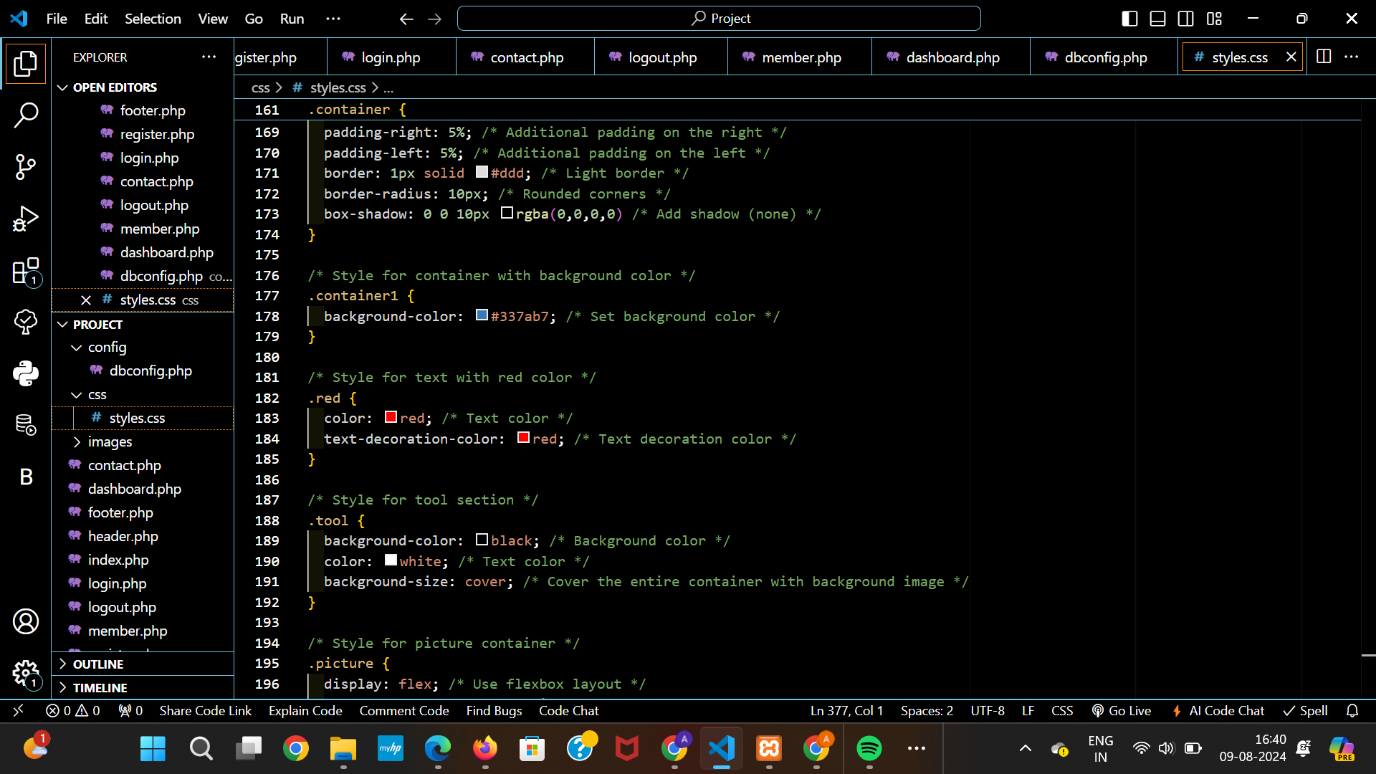 File Edit Selection View Go Run ··· Project
EXPLORER ···
gister.php login.php contact.php logout.php member.php dashboard.php dbconfig.php # styles.css ···
OPEN EDITORS
footer.php
register.php
login.php
contact.php
logout.php
member.php
dashboard.php
dbconfig.php co...
# styles.css css
PROJECT
config
dbconfig.php
css
# styles.css
images
contact.php
dashboard.php
footer.php
header.php
index.php
login.php
logout.php
member.php
OUTLINE
TIMELINE
css > # styles.css > ...
161 .container {
169 padding-right: 5%; /* Additional padding on the right */
170 padding-left: 5%; /* Additional padding on the left */
171 border: 1px solid #ddd; /* Light border */
172 border-radius: 10px; /* Rounded corners */
173 box-shadow: 0 0 10px rgba(0,0,0,0) /* Add shadow (none) */
174 }
175
176 /* Style for container with background color */
177 .container1 {
178 background-color: #337ab7; /* Set background color */
179 }
180
181 /* Style for text with red color */
182 .red {
183 color: red; /* Text color */
184 text-decoration-color: red; /* Text decoration color */
185 }
186
187 /* Style for tool section */
188 .tool {
189 background-color: black; /* Background color */
190 color: white; /* Text color */
191 background-size: cover; /* Cover the entire container with background image */
192 }
193
194 /* Style for picture container */
195 .picture {
196 display: flex; /* Use flexbox layout */
1
B
1
0 0 0 Share Code Link Explain Code Comment Code Find Bugs Code Chat Ln 377, Col 1 Spaces: 2 UTF-8 LF CSS Go Live AI Code Chat Spell
1 myhp A A ··· ENG IN 16:40 09-08-2024 PRE